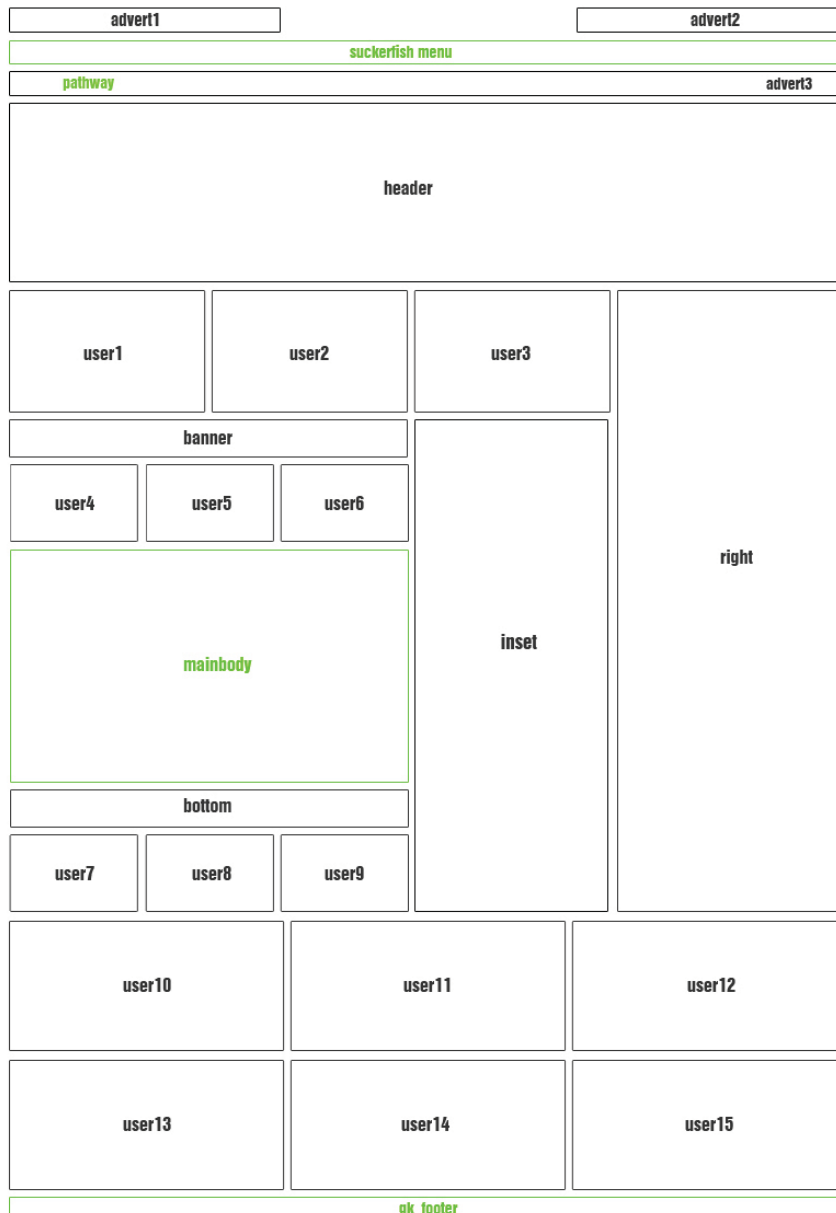 advert1 advert2
suckerfish menu
pathway advert3
header
user1 user2 user3
banner
user4 user5 user6
right
inset
mainbody
bottom
user7 user8 user9
user10 user11 user12
user13 user14 user15
gk_footer